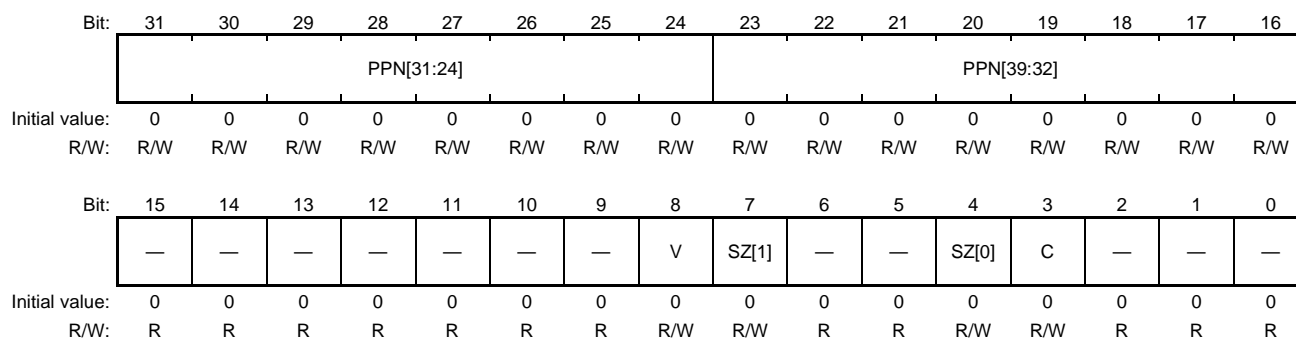 Bit: 31 30 29 28 27 26 25 24 23 22 21 20 19 18 17 16
PPN[31:24] PPN[39:32]
Initial value: 0 0 0 0 0 0 0 0 0 0 0 0 0 0 0 0
R/W: R/W R/W R/W R/W R/W R/W R/W R/W R/W R/W R/W R/W R/W R/W R/W R/W
Bit: 15 14 13 12 11 10 9 8 7 6 5 4 3 2 1 0
— — — — — — — V SZ[1] — — SZ[0] C — — —
Initial value: 0 0 0 0 0 0 0 0 0 0 0 0 0 0 0 0
R/W: R R R R R R R R/W R/W R R R/W R/W R R R